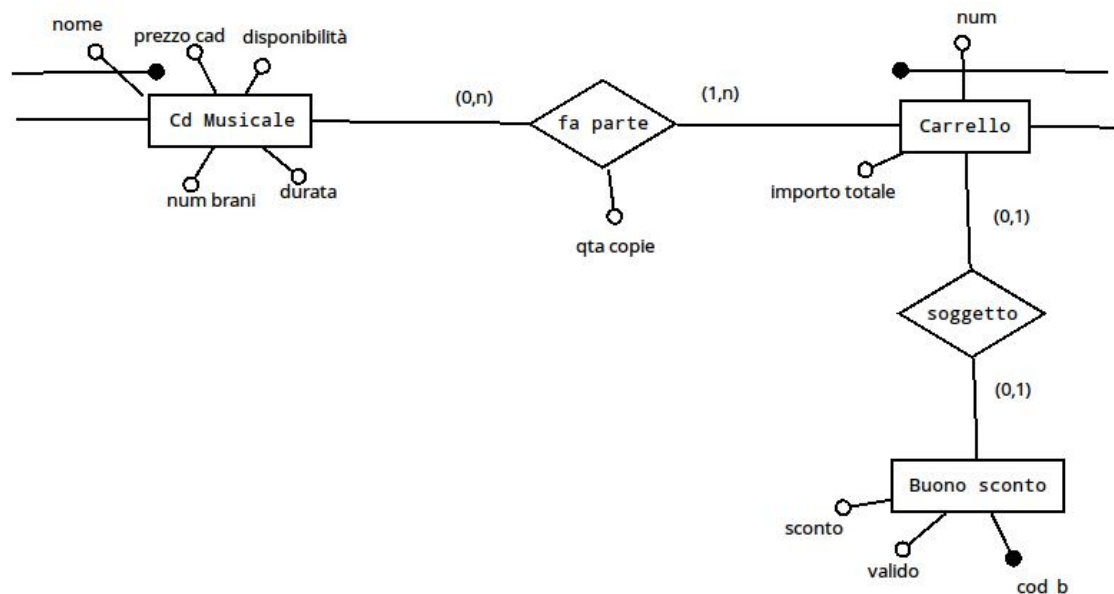 num
nome
prezzo cad
disponibilità
(0,n)
(1,n)
Cd Musicale
fa parte
Carrello
num brani
durata
importo totale
qta copie
(0,1)
soggetto
(0,1)
Buono sconto
sconto
valido
cod_b